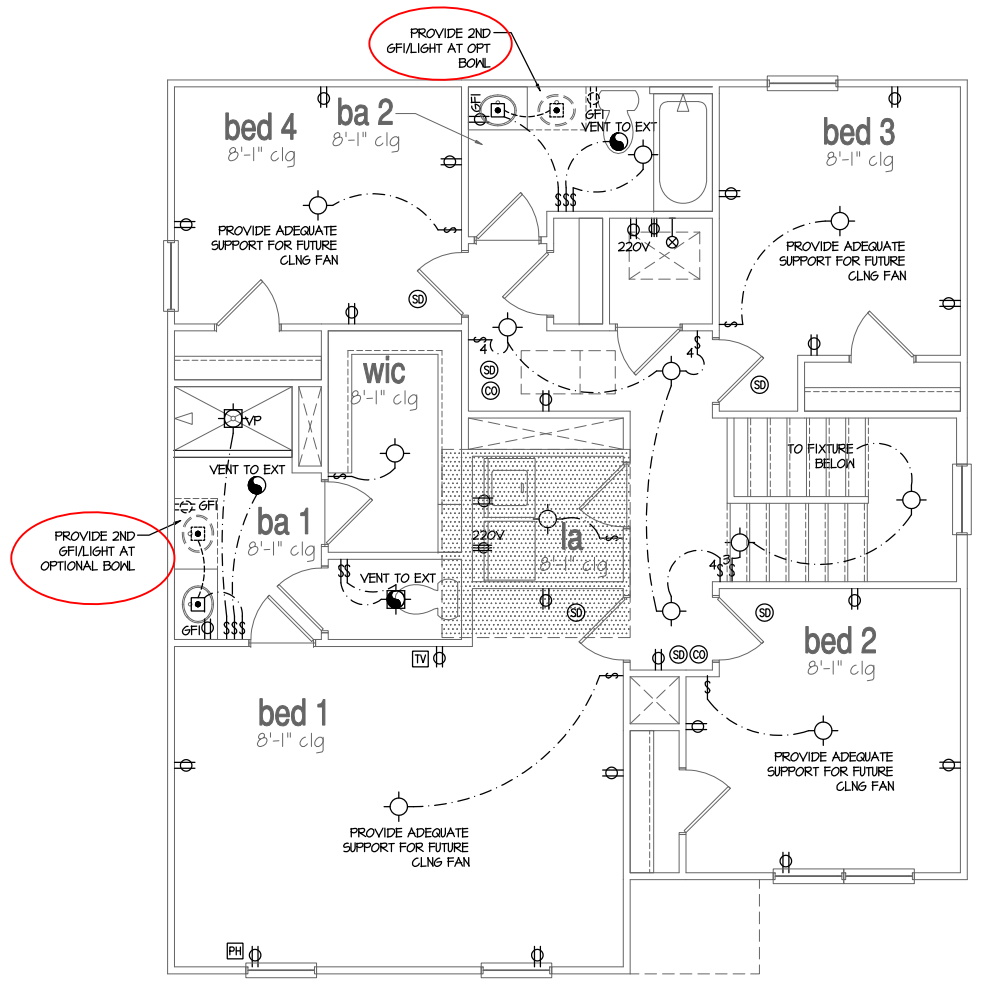 PROVIDE 2ND
GFI/LIGHT AT OPT
BOWL
bed 4
8'-1" clg
ba 2
8'-1" clg
GFI
GFI
VENT TO EXT
bed 3
8'-1" clg
$$$
PROVIDE ADEQUATE
SUPPORT FOR FUTURE
CLNG FAN
$
220V
PROVIDE ADEQUATE
SUPPORT FOR FUTURE
CLNG FAN
SD
$
$
4
$
4
SD
CO
SD
wic
8'-1" clg
VP
TO FIXTURE
BELOW
VENT TO EXT
$
GFI
ba 1
8'-1" clg
PROVIDE 2ND
GFI/LIGHT AT
OPTIONAL BOWL
220V
la
8'-1" clg
$
$
3
4
$
$
$
VENT TO EXT
GFI
$$$
SD
SD
bed 2
8'-1" clg
TV
SD
CO
$
$
bed 1
8'-1" clg
PROVIDE ADEQUATE
SUPPORT FOR FUTURE
CLNG FAN
PROVIDE ADEQUATE
SUPPORT FOR FUTURE
CLNG FAN
PH